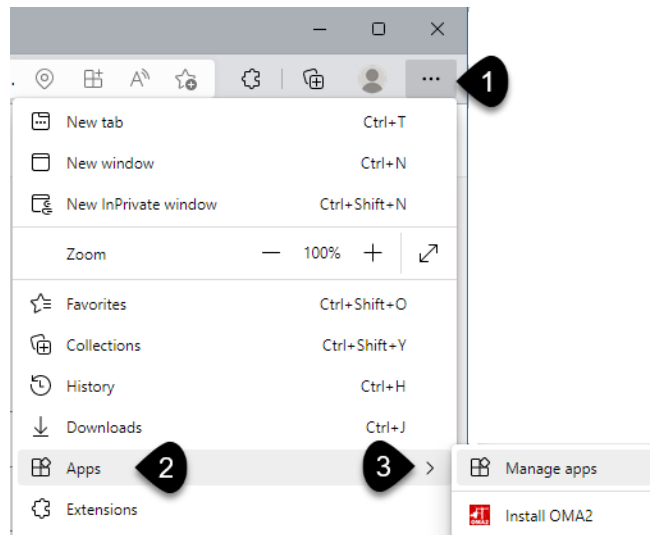 1
New tab Ctrl+T
New window Ctrl+N
New InPrivate window Ctrl+Shift+N
Zoom 100%
Favorites Ctrl+Shift+O
Collections Ctrl+Shift+Y
History Ctrl+H
Downloads Ctrl+J
Apps 2 3 Manage apps
Extensions OMA2 Install OMA2